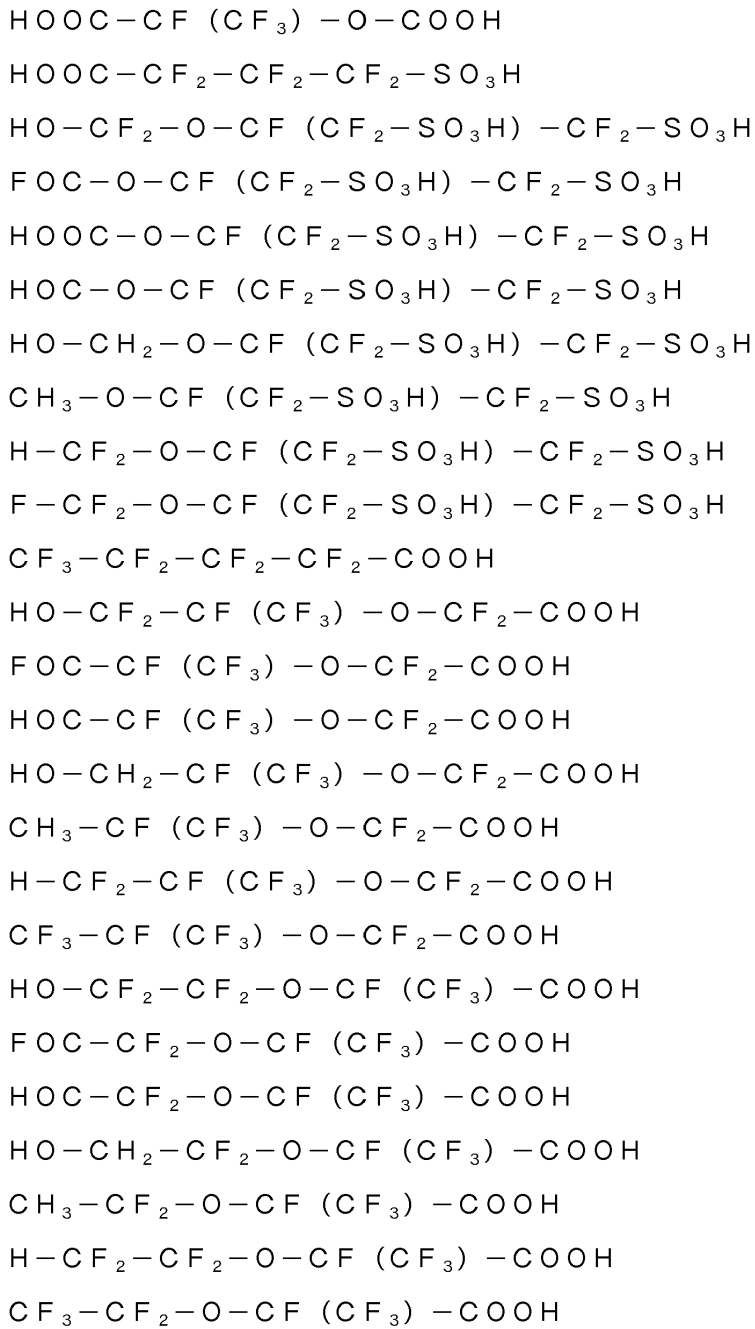 HOOC－CF（CF₃）－O－COOH
HOOC－CF₂－CF₂－CF₂－SO₃H
HO－CF₂－O－CF（CF₂－SO₃H）－CF₂－SO₃H
FOC－O－CF（CF₂－SO₃H）－CF₂－SO₃H
HOOC－O－CF（CF₂－SO₃H）－CF₂－SO₃H
HOC－O－CF（CF₂－SO₃H）－CF₂－SO₃H
HO－CH₂－O－CF（CF₂－SO₃H）－CF₂－SO₃H
CH₃－O－CF（CF₂－SO₃H）－CF₂－SO₃H
H－CF₂－O－CF（CF₂－SO₃H）－CF₂－SO₃H
F－CF₂－O－CF（CF₂－SO₃H）－CF₂－SO₃H
CF₃－CF₂－CF₂－CF₂－COOH
HO－CF₂－CF（CF₃）－O－CF₂－COOH
FOC－CF（CF₃）－O－CF₂－COOH
HOC－CF（CF₃）－O－CF₂－COOH
HO－CH₂－CF（CF₃）－O－CF₂－COOH
CH₃－CF（CF₃）－O－CF₂－COOH
H－CF₂－CF（CF₃）－O－CF₂－COOH
CF₃－CF（CF₃）－O－CF₂－COOH
HO－CF₂－CF₂－O－CF（CF₃）－COOH
FOC－CF₂－O－CF（CF₃）－COOH
HOC－CF₂－O－CF（CF₃）－COOH
HO－CH₂－CF₂－O－CF（CF₃）－COOH
CH₃－CF₂－O－CF（CF₃）－COOH
H－CF₂－CF₂－O－CF（CF₃）－COOH
CF₃－CF₂－O－CF（CF₃）－COOH